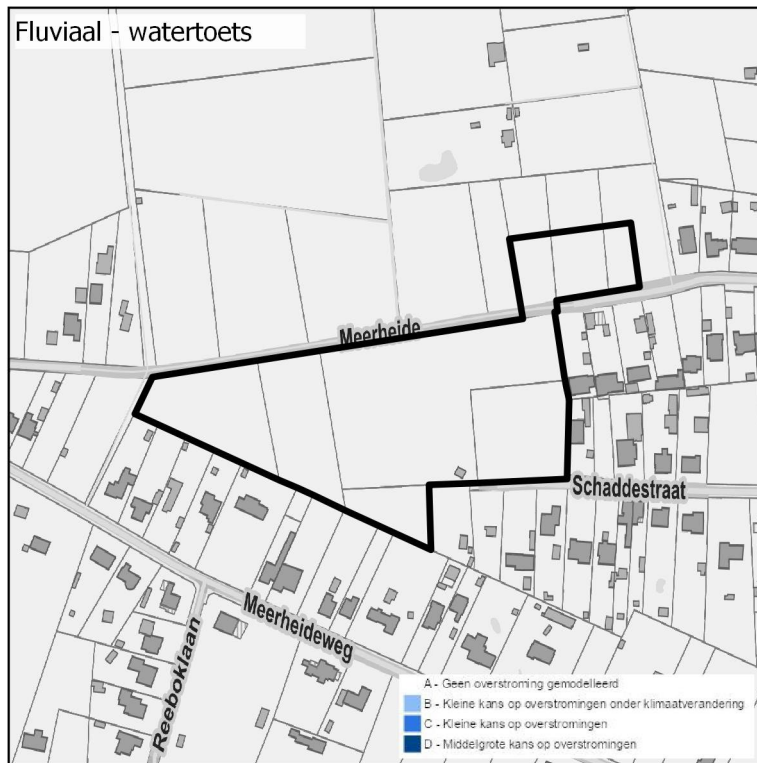 Fluviaal - watertoets
Meerheide
Schaddestraat
Meerheideweg
Reeboklaan
A - Geen overstroming gemodelleerd
B - Kleine kans op overstromingen onder klimaatverandering
C - Kleine kans op overstromingen
D - Middelgrote kans op overstromingen